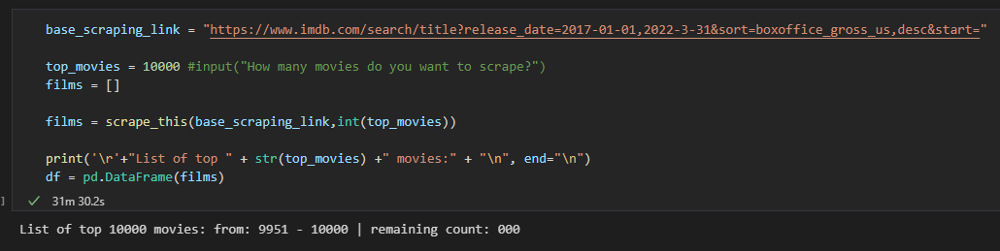 base_scraping_link = "https://www.imdb.com/search/title?release_date=2017-01-01,2022-3-31&sort=boxoffice_gross_us,desc&start="
top_movies = 10000 #input("How many movies do you want to scrape?")
films = []
films = scrape_this(base_scraping_link,int(top_movies))
print('\r'+"List of top " + str(top_movies) +" movies:" + "\n", end="\n")
df = pd.DataFrame(films)
] 31m 30.2s
List of top 10000 movies: from: 9951 - 10000 | remaining count: 000